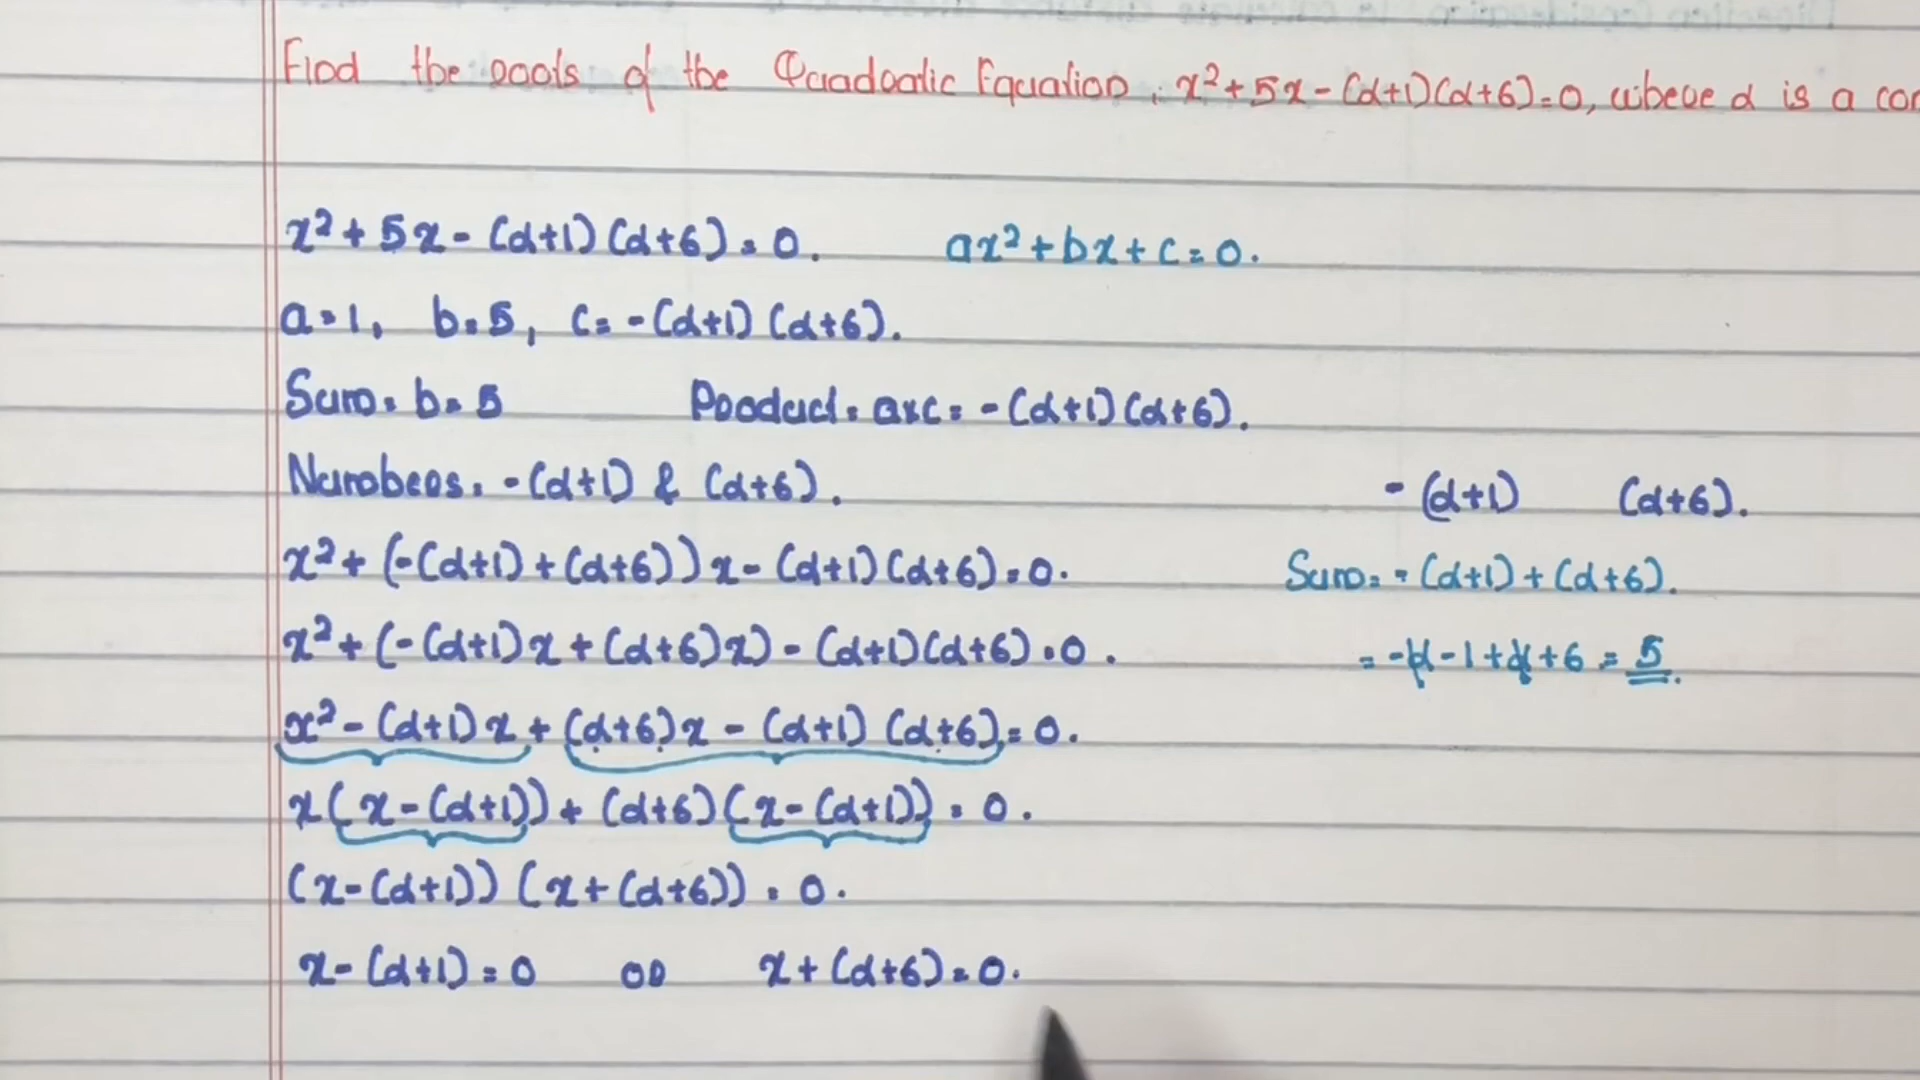 Find the roots of the Quadratic Equation, x²+5x-(α+1)(α+6)=0, where α is a con
x²+5x-(α+1)(α+6)=0. ax²+bx+c=0.
a=1, b=5, c=-(α+1)(α+6).
Sum=b=5 Product=axc=-(α+1)(α+6).
Numbers=-(α+1) & (α+6). -(α+1) (α+6).
x²+(-(α+1)+(α+6))x-(α+1)(α+6)=0. Sum=-(α+1)+(α+6).
x²+(-(α+1)x+(α+6)x)-(α+1)(α+6)=0. =-α-1+α+6=5.
x²-(α+1)x+(α+6)x-(α+1)(α+6)=0.
x(x-(α+1))+(α+6)(x-(α+1))=0.
(x-(α+1))(x+(α+6))=0.
x-(α+1)=0 or x+(α+6)=0.